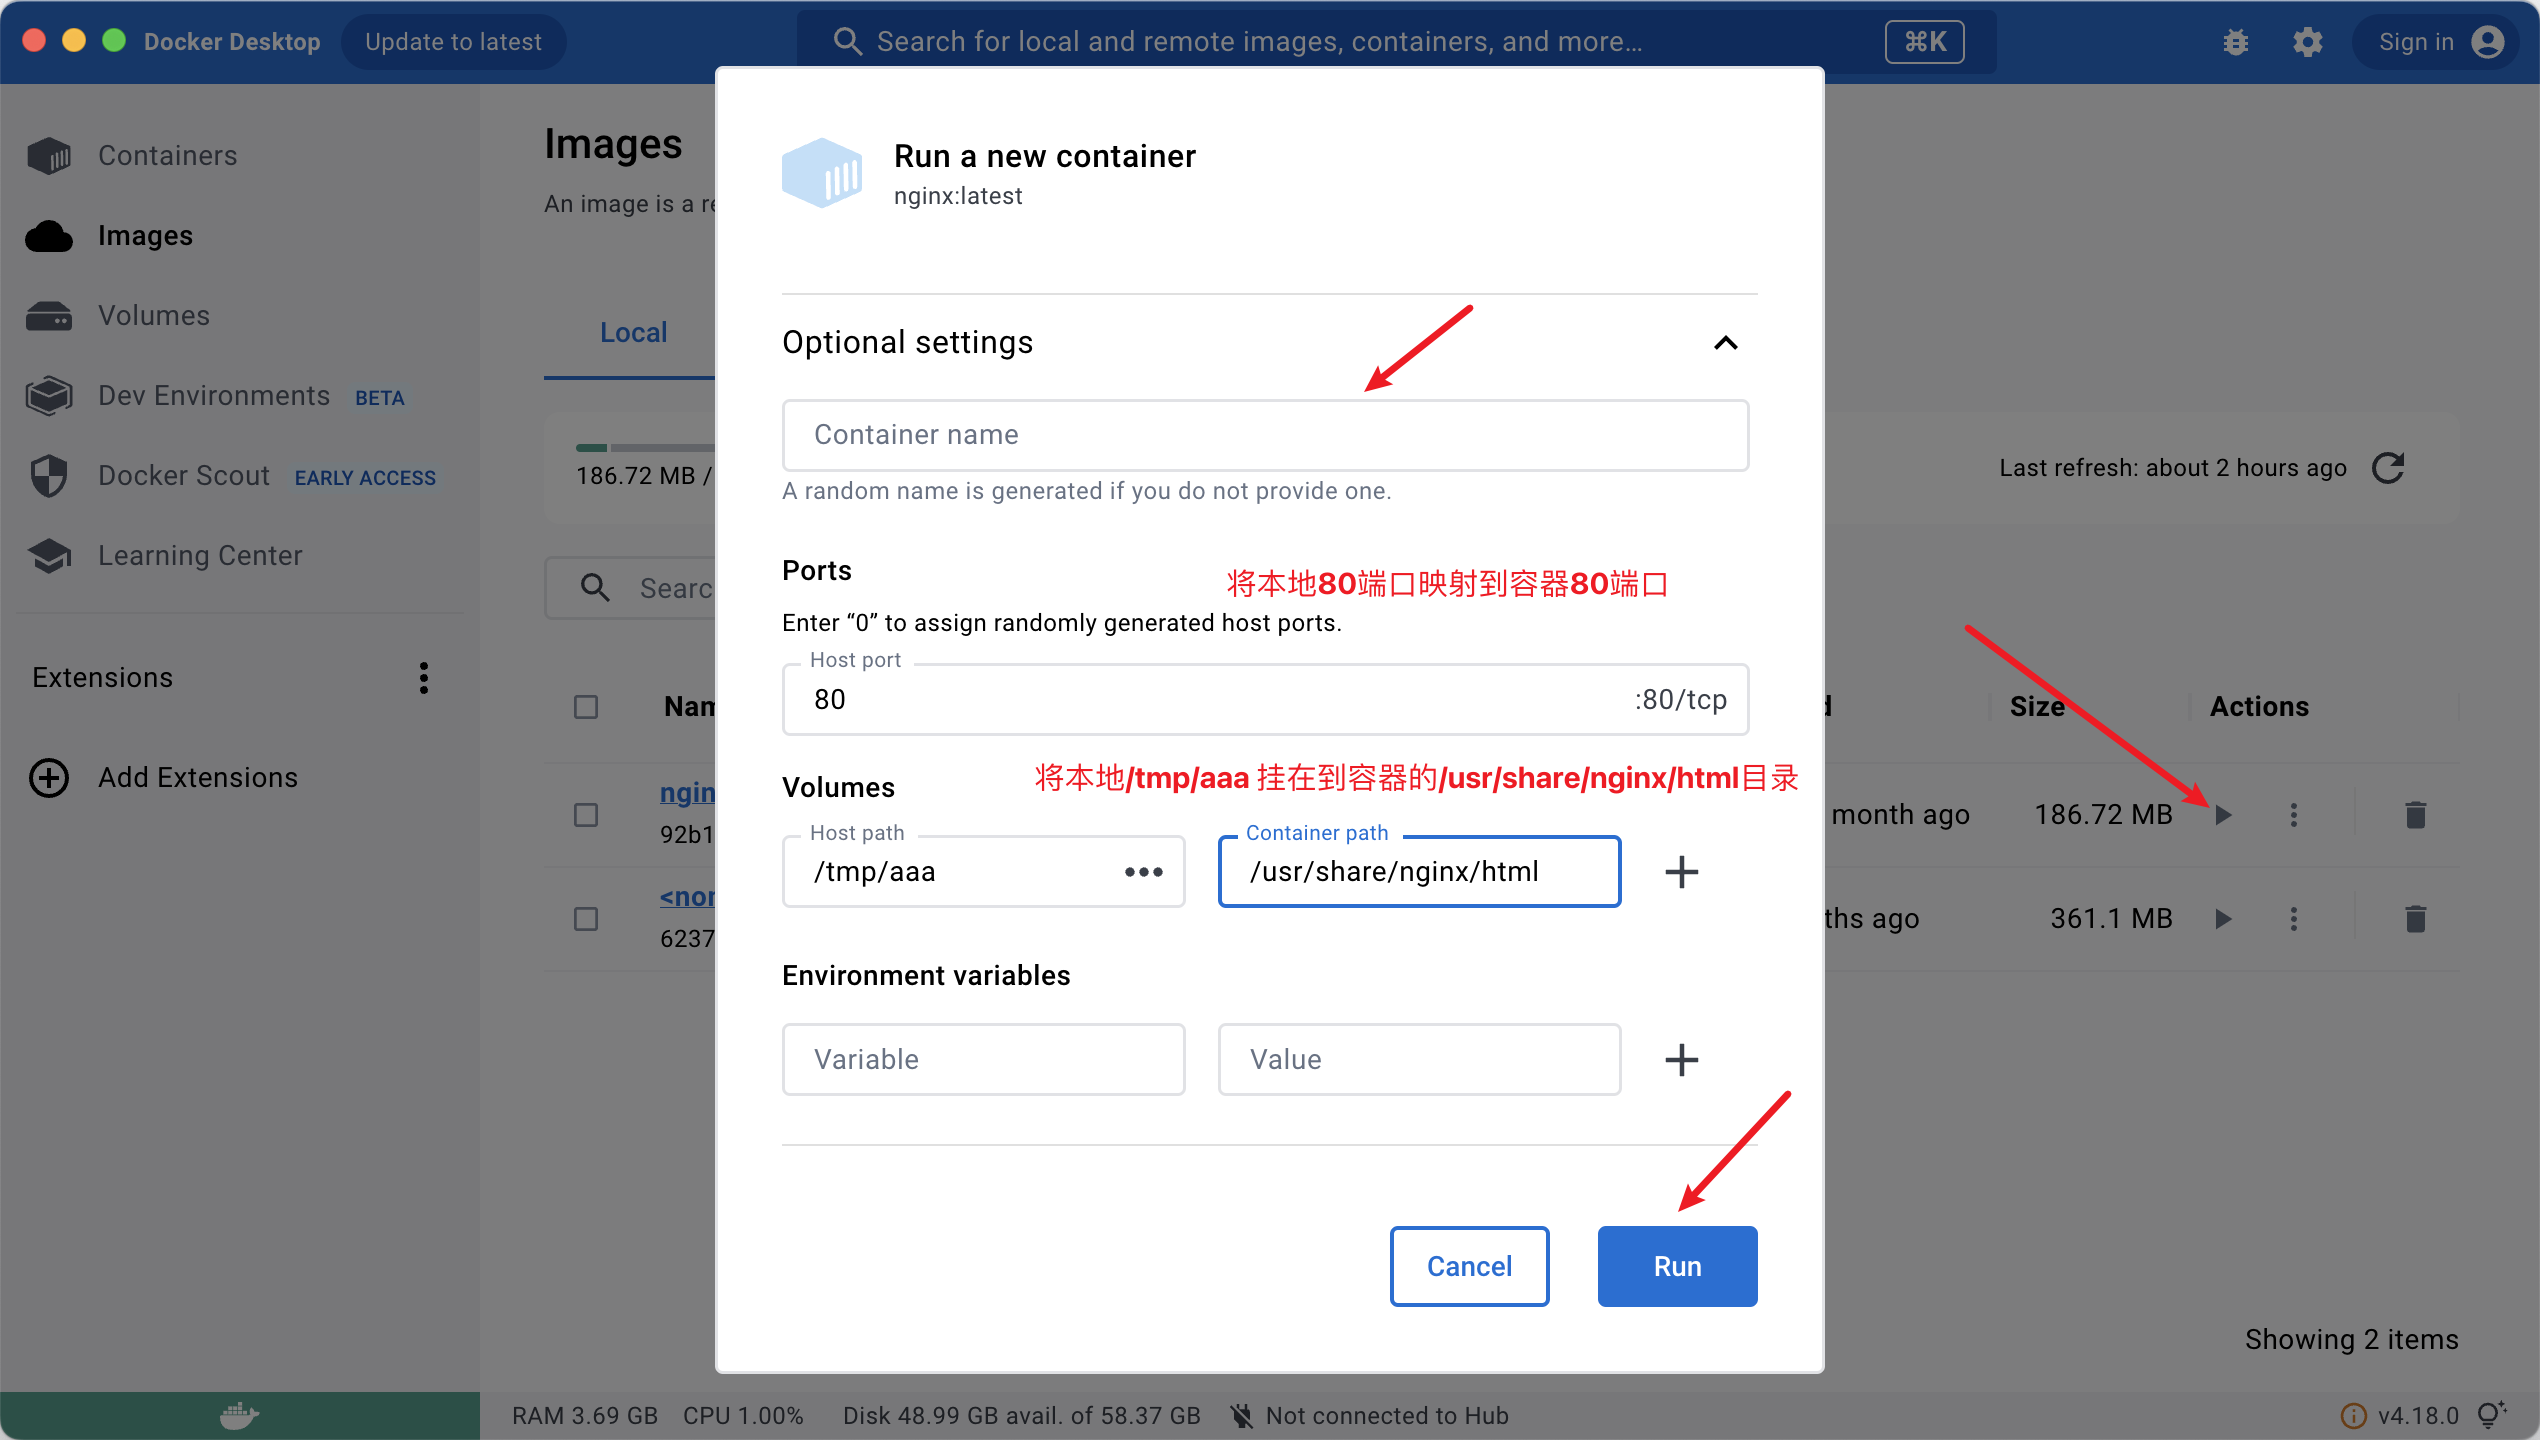 Docker Desktop
Update to latest
Search for local and remote images, containers, and more...
⌘K
Sign in
Containers
Images
Volumes
Dev Environments BETA
Docker Scout EARLY ACCESS
Learning Center
Extensions
Add Extensions
Images
An image is a re
Local
186.72 MB /
Last refresh: about 2 hours ago
Searc
Nam
d
Size
Actions
ngin
92b1
month ago
186.72 MB
<non
6237
ths ago
361.1 MB
Showing 2 items
Run a new container
nginx:latest
Optional settings
Container name
A random name is generated if you do not provide one.
Ports
将本地80端口映射到容器80端口
Enter “0” to assign randomly generated host ports.
Host port
80
:80/tcp
Volumes
将本地/tmp/aaa 挂在到容器的/usr/share/nginx/html目录
Host path
/tmp/aaa
Container path
/usr/share/nginx/html
Environment variables
Variable
Value
Cancel
Run
RAM 3.69 GB CPU 1.00% Disk 48.99 GB avail. of 58.37 GB Not connected to Hub
v4.18.0